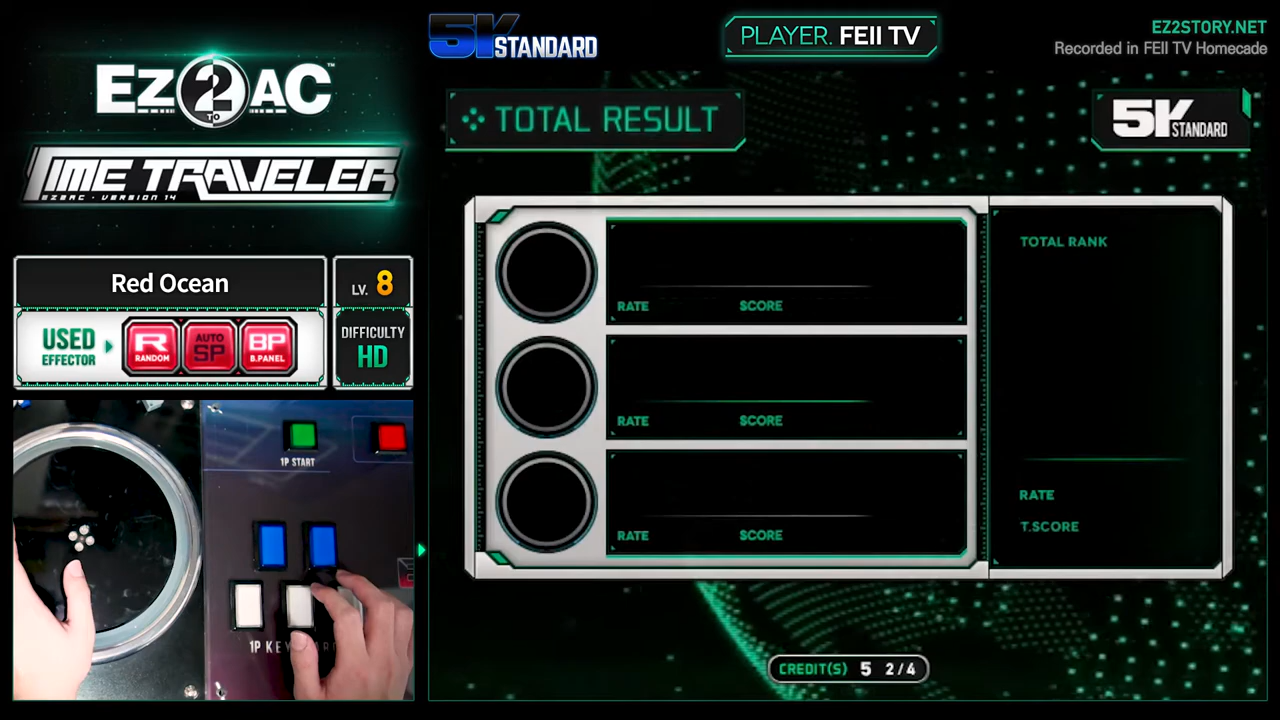 Ez2AC™
TO
TIME TRAVELER
EZ2AC · VERSION 14
Red Ocean
LV. 8
USED
EFFECTOR
R
RANDOM
AUTO
SP
BP
B.PANEL
DIFFICULTY
HD
1P START
1P KEY
5K STANDARD
PLAYER. FEII TV
EZ2STORY.NET
Recorded in FEII TV Homecade
TOTAL RESULT
5K STANDARD
RATE SCORE
RATE SCORE
RATE SCORE
TOTAL RANK
RATE
T.SCORE
CREDIT(S) 5 2/4